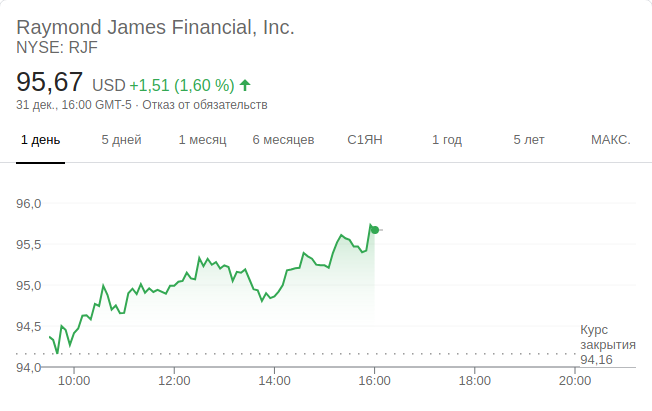 Raymond James Financial, Inc.
NYSE: RJF
95,67 USD +1,51 (1,60 %)
31 дек., 16:00 GMT-5 · Отказ от обязательств
1 день 5 дней 1 месяц 6 месяцев С1ЯН 1 год 5 лет МАКС.
96,0
95,5
95,0
94,5
Курс
закрытия
94,16
94,0
10:00 12:00 14:00 16:00 18:00 20:00